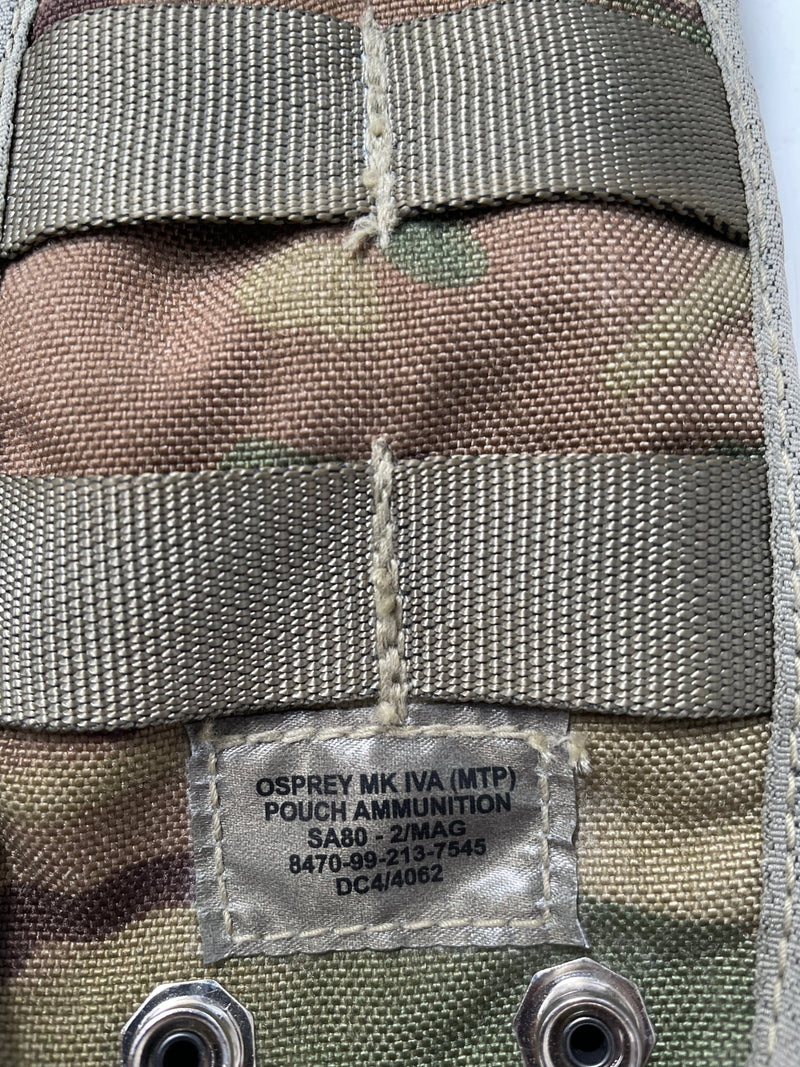 OSPREY MK IVA (MTP)
POUCH AMMUNITION
SA80 - 2/MAG
8470-99-213-7545
DC4/4062